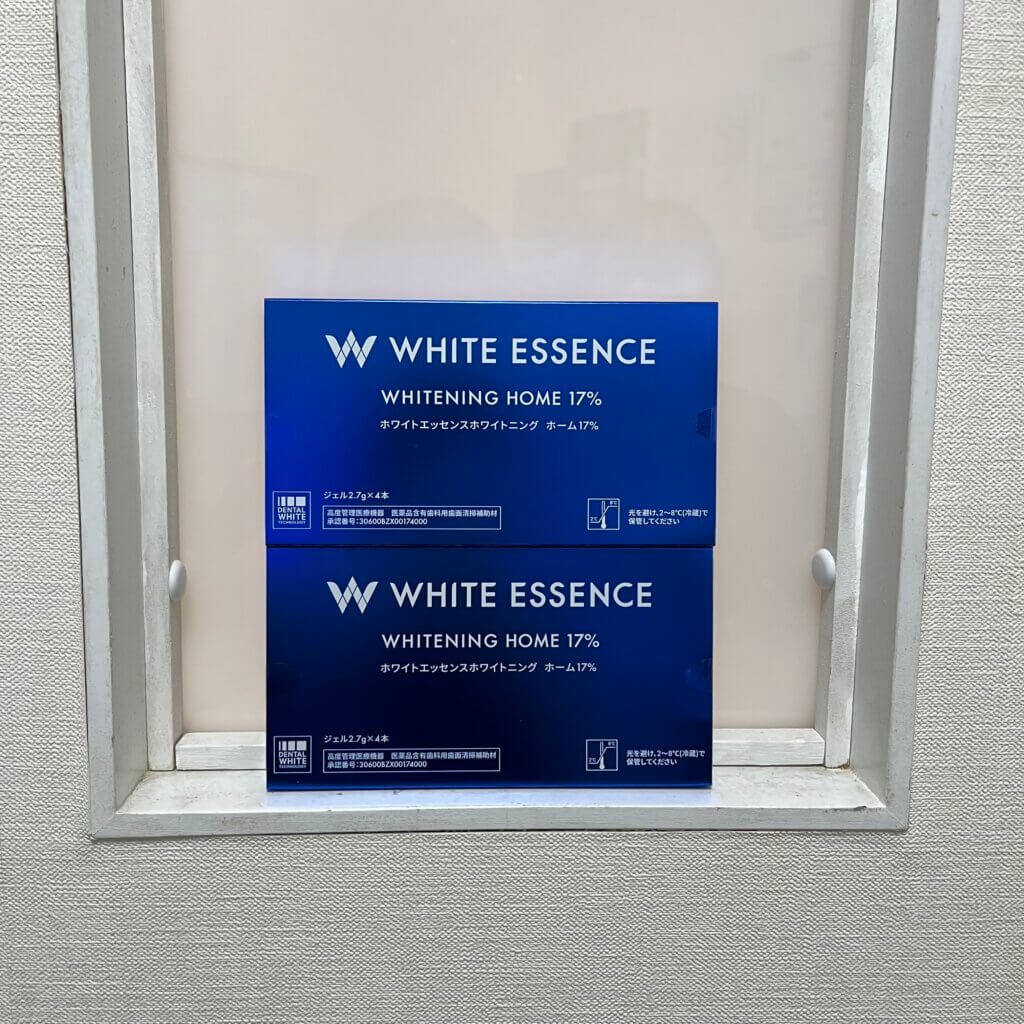 WHITE ESSENCE
WHITENING HOME 17%
ホワイトエッセンスホワイトニング ホーム17%
ジェル2.7g×4本
DENTAL
WHITE
TECHNOLOGY
高度管理医療機器 医薬品含有歯科用歯面清掃補助材
承認番号:30600BZX00174000
8℃
2℃
光を避け、2〜8℃(冷蔵)で
保管してください
WHITE ESSENCE
WHITENING HOME 17%
ホワイトエッセンスホワイトニング ホーム17%
ジェル2.7g×4本
DENTAL
WHITE
TECHNOLOGY
高度管理医療機器 医薬品含有歯科用歯面清掃補助材
承認番号:30600BZX00174000
8℃
2℃
光を避け、2〜8℃(冷蔵)で
保管してください